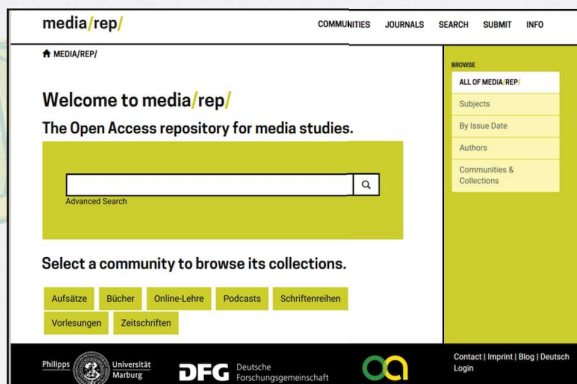 media/rep/
COMMUNITIES JOURNALS SEARCH SUBMIT INFO
MEDIA/REP/
Welcome to media/rep/
The Open Access repository for media studies.
Advanced Search
Select a community to browse its collections.
Aufsätze Bücher Online-Lehre Podcasts Schriftenreihen
Vorlesungen Zeitschriften
BROWSE
ALL OF MEDIA/REP/
Subjects
By Issue Date
Authors
Communities &
Collections
Philipps Universität
Marburg
DFG Deutsche
Forschungsgemeinschaft
oa
Contact | Imprint | Blog | Deutsch
Login